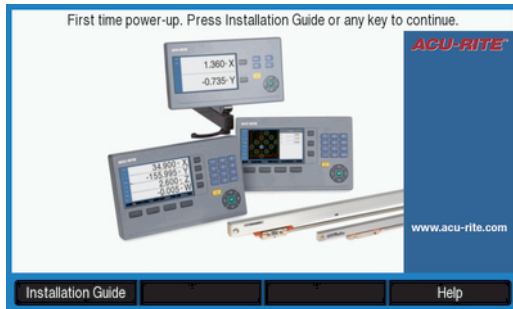 First time power-up. Press Installation Guide or any key to continue.
ACU-RITE
1.360 X
-0.735 Y
34.900 X
-155.995 Y
2.600 Z
-0.005 W
www.acu-rite.com
Installation Guide
Help